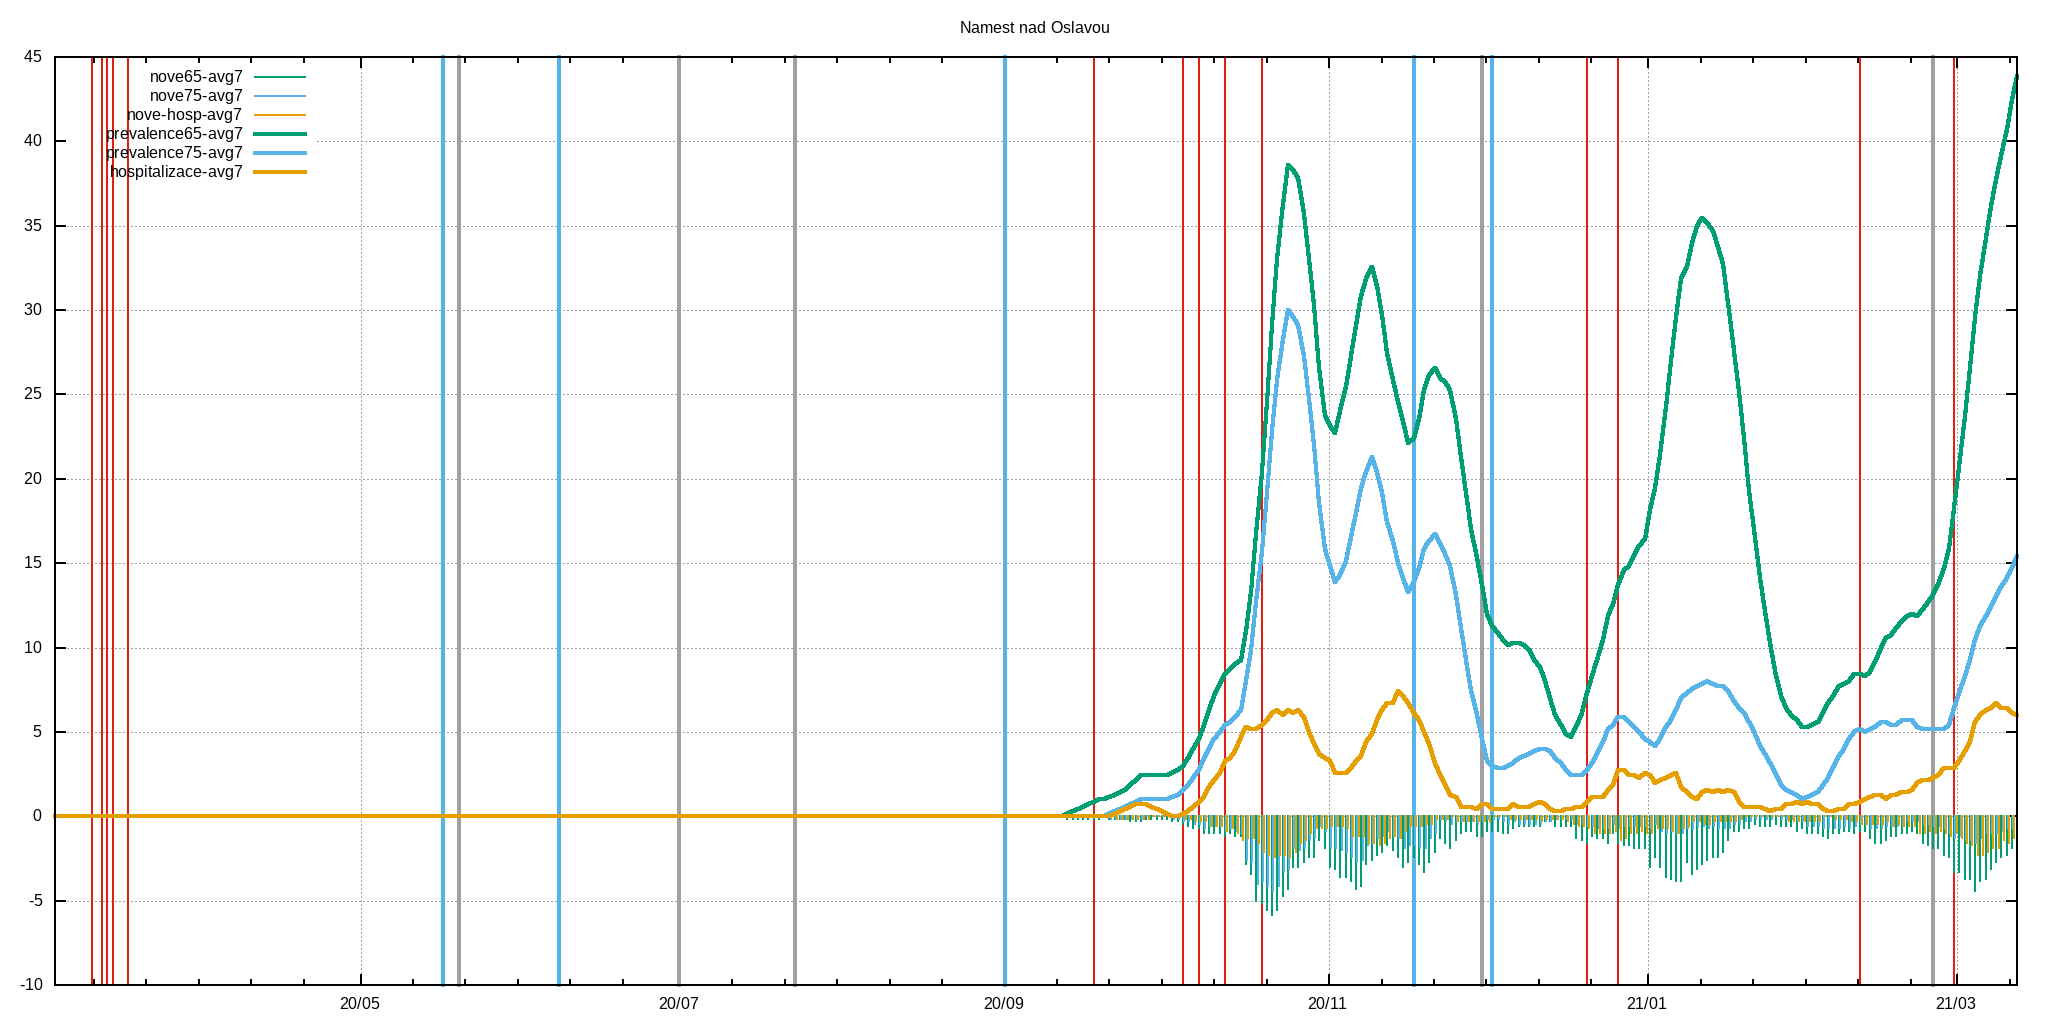 Namest nad Oslavou
45
40
35
30
25
20
15
10
5
0
-5
-10
nove65-avg7
nove75-avg7
nove-hosp-avg7
prevalence65-avg7
prevalence75-avg7
hospitalizace-avg7
20/05
20/07
20/09
20/11
21/01
21/03